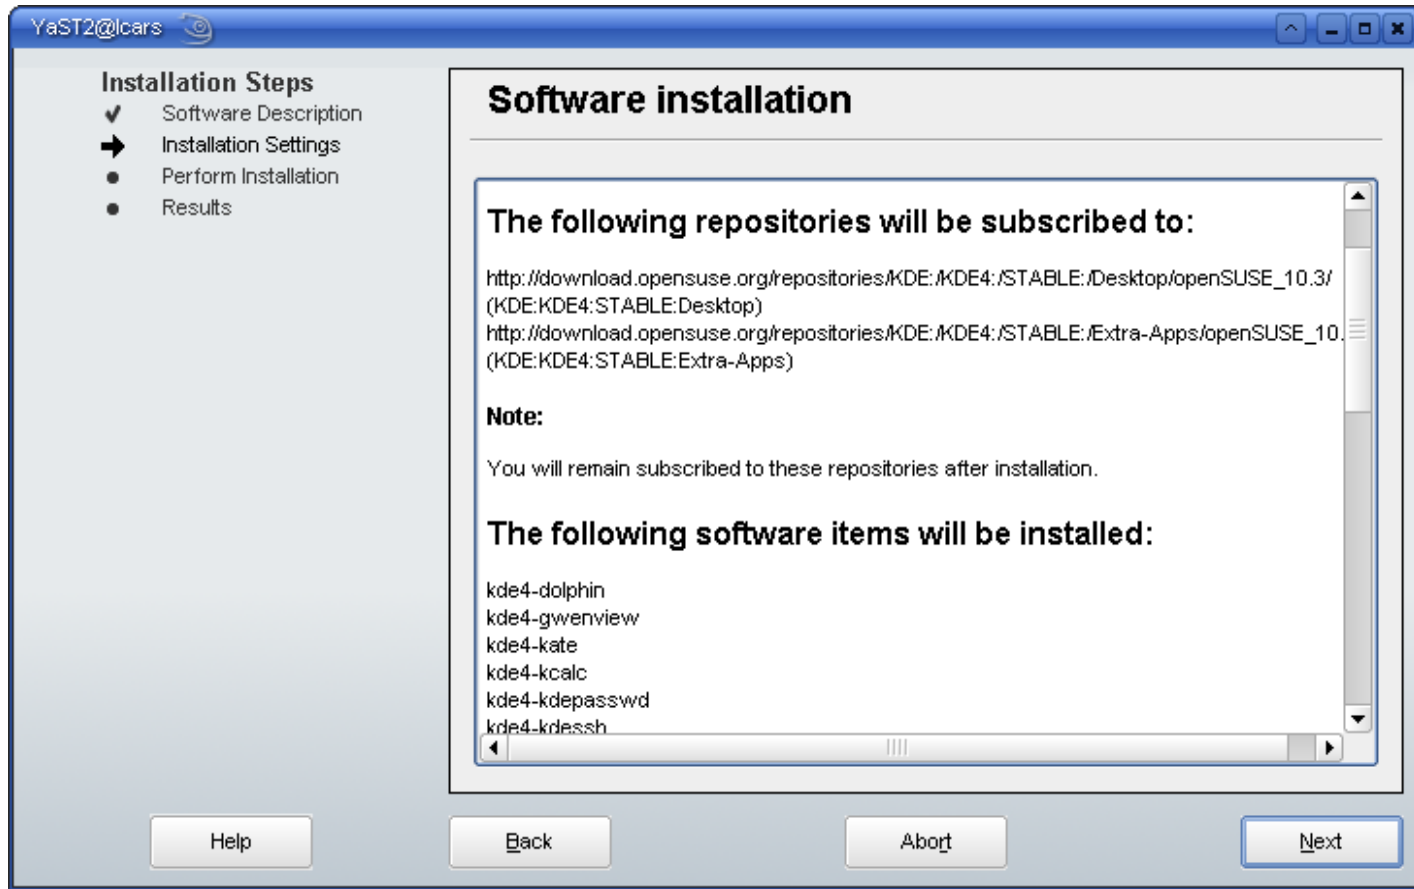 YaST2@lcars
Installation Steps
Software Description
Installation Settings
Perform Installation
Results
Software installation
The following repositories will be subscribed to:
http://download.opensuse.org/repositories/KDE:/KDE4:/STABLE:/Desktop/openSUSE_10.3/
(KDE:KDE4:STABLE:Desktop)
http://download.opensuse.org/repositories/KDE:/KDE4:/STABLE:/Extra-Apps/openSUSE_10.
(KDE:KDE4:STABLE:Extra-Apps)
Note:
You will remain subscribed to these repositories after installation.
The following software items will be installed:
kde4-dolphin
kde4-gwenview
kde4-kate
kde4-kcalc
kde4-kdepasswd
kde4-kdessh
Help
Back
Abort
Next